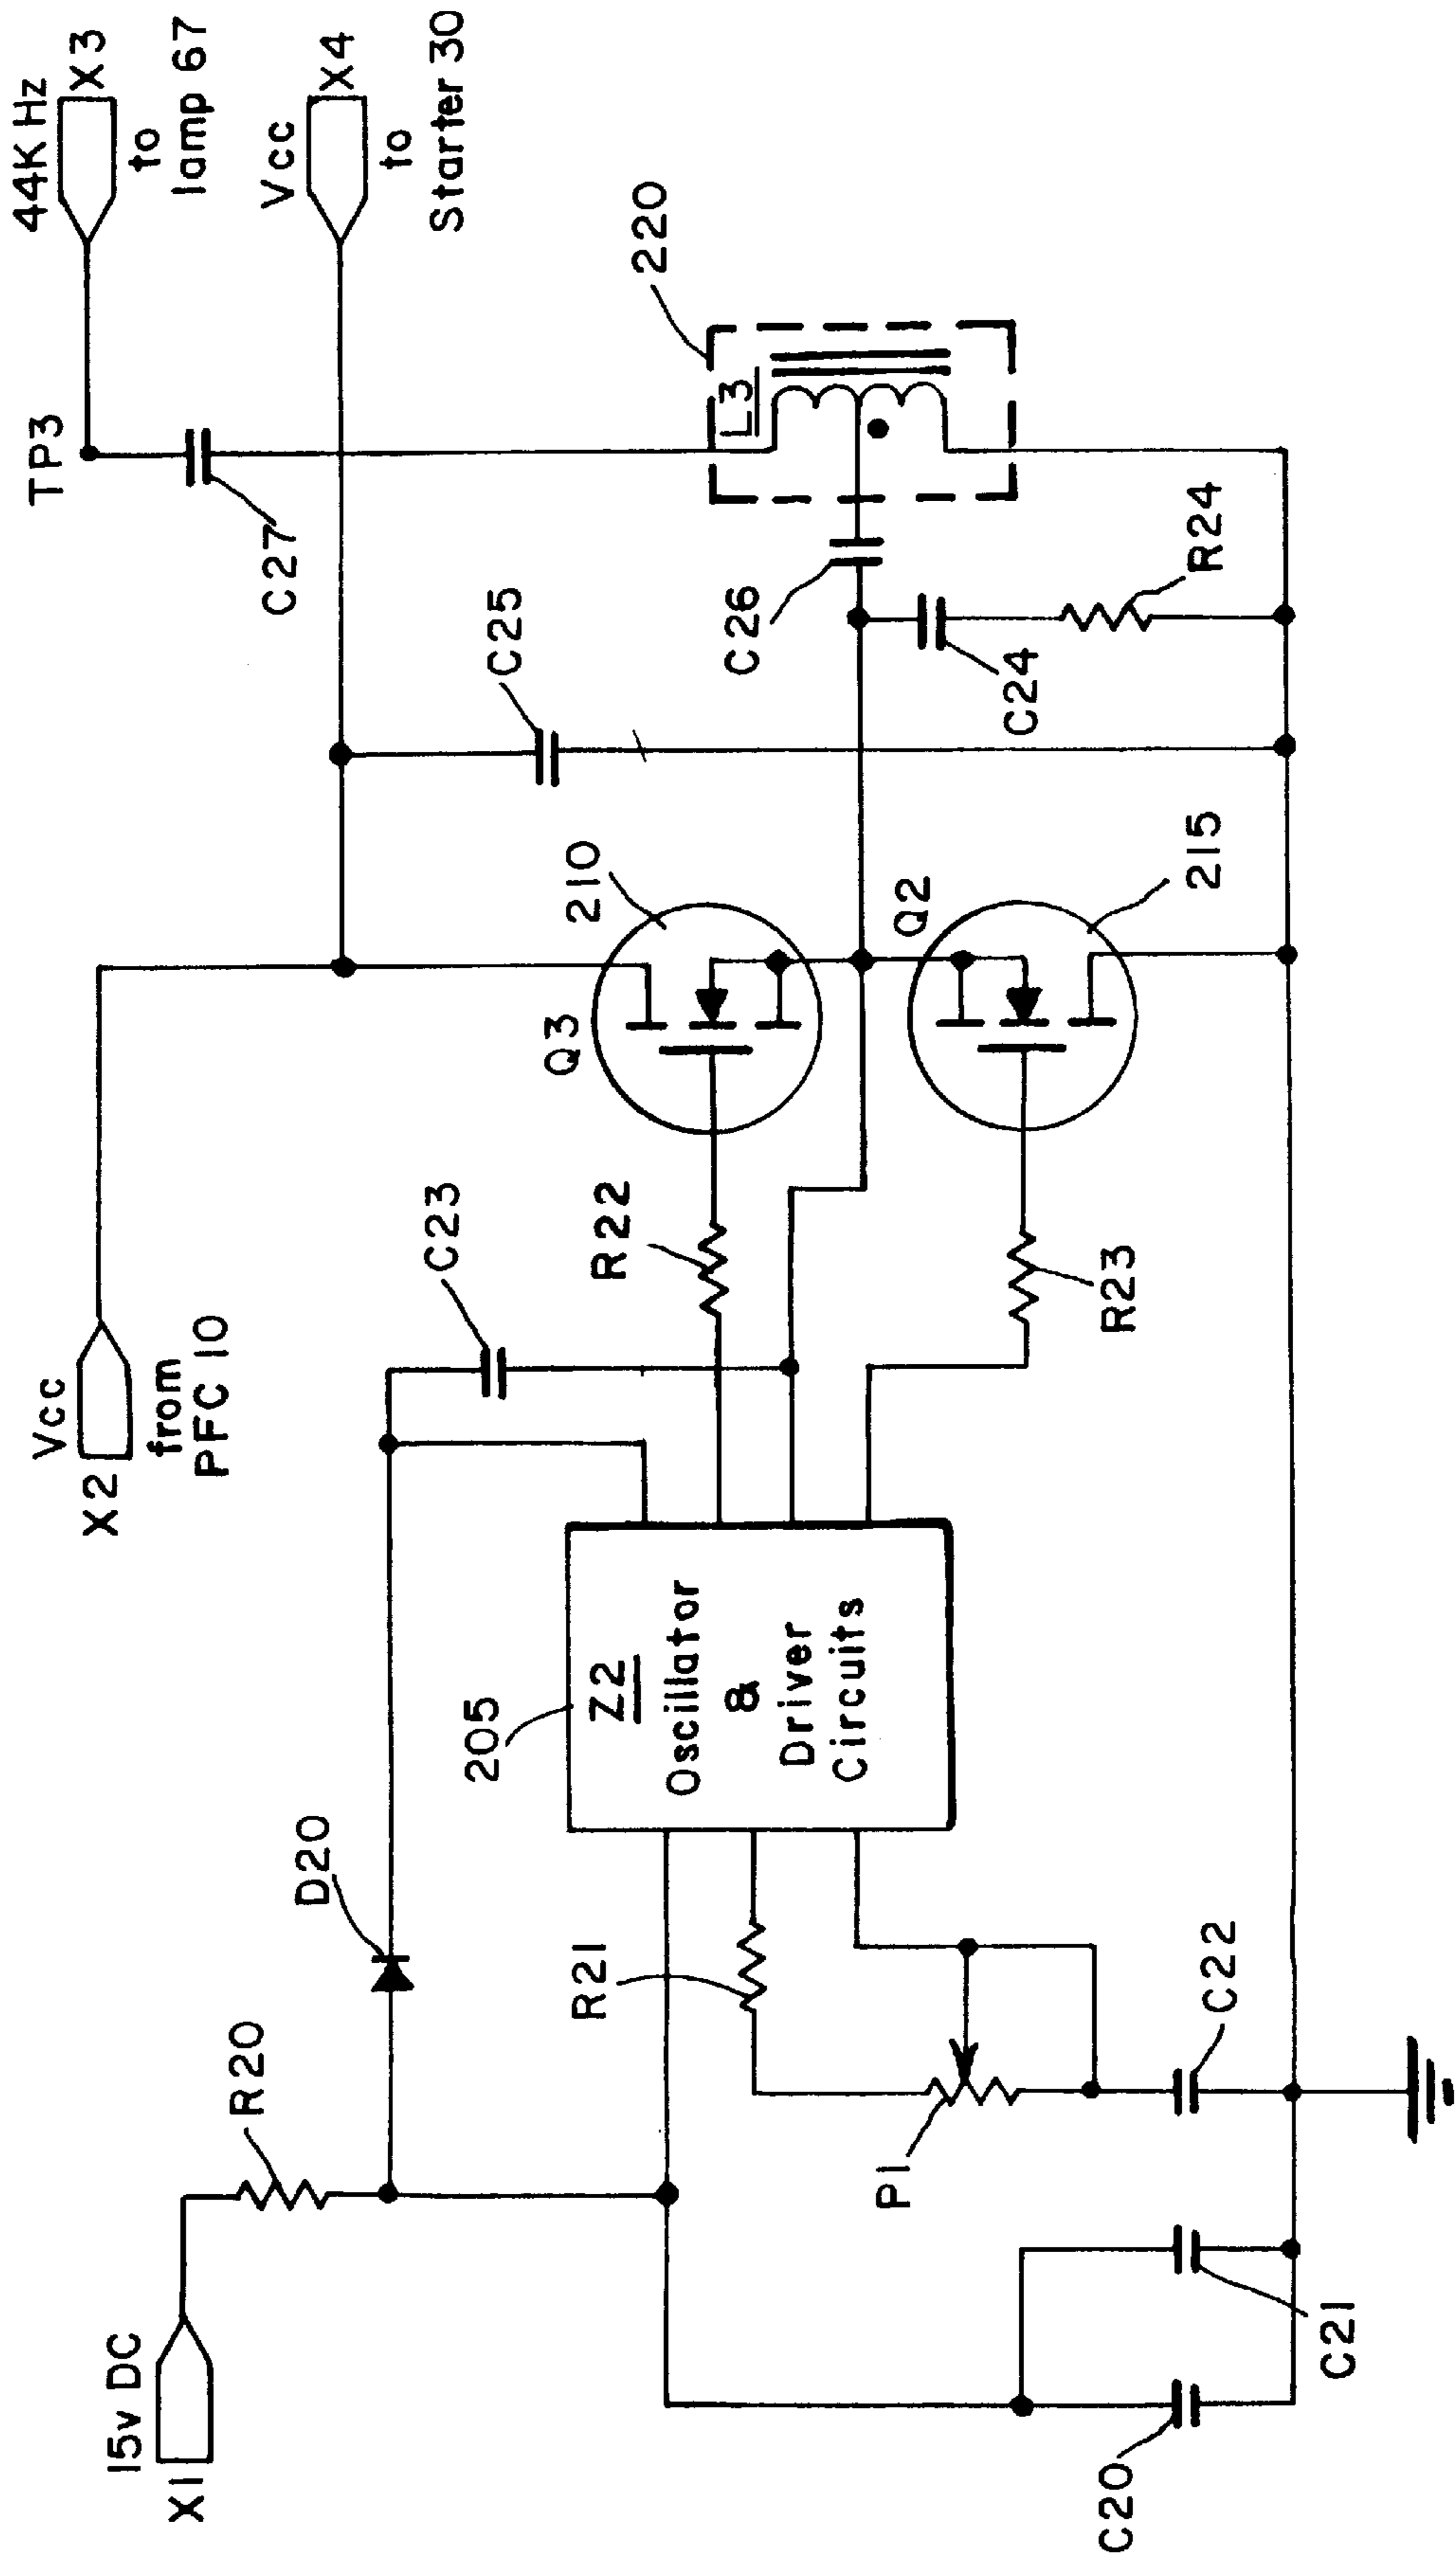 15v DC
X1
R20
D20
Vcc
X2
from
PFC 10
44K Hz
X3
to
lamp 67
TP3
Vcc
X4
to
Starter 30
C27
C23
C25
205
Z2
Oscillator
&
Driver
Circuits
R21
R22
Q3
210
L3
220
C26
P1
R23
Q2
215
C24
R24
C20
C21
C22